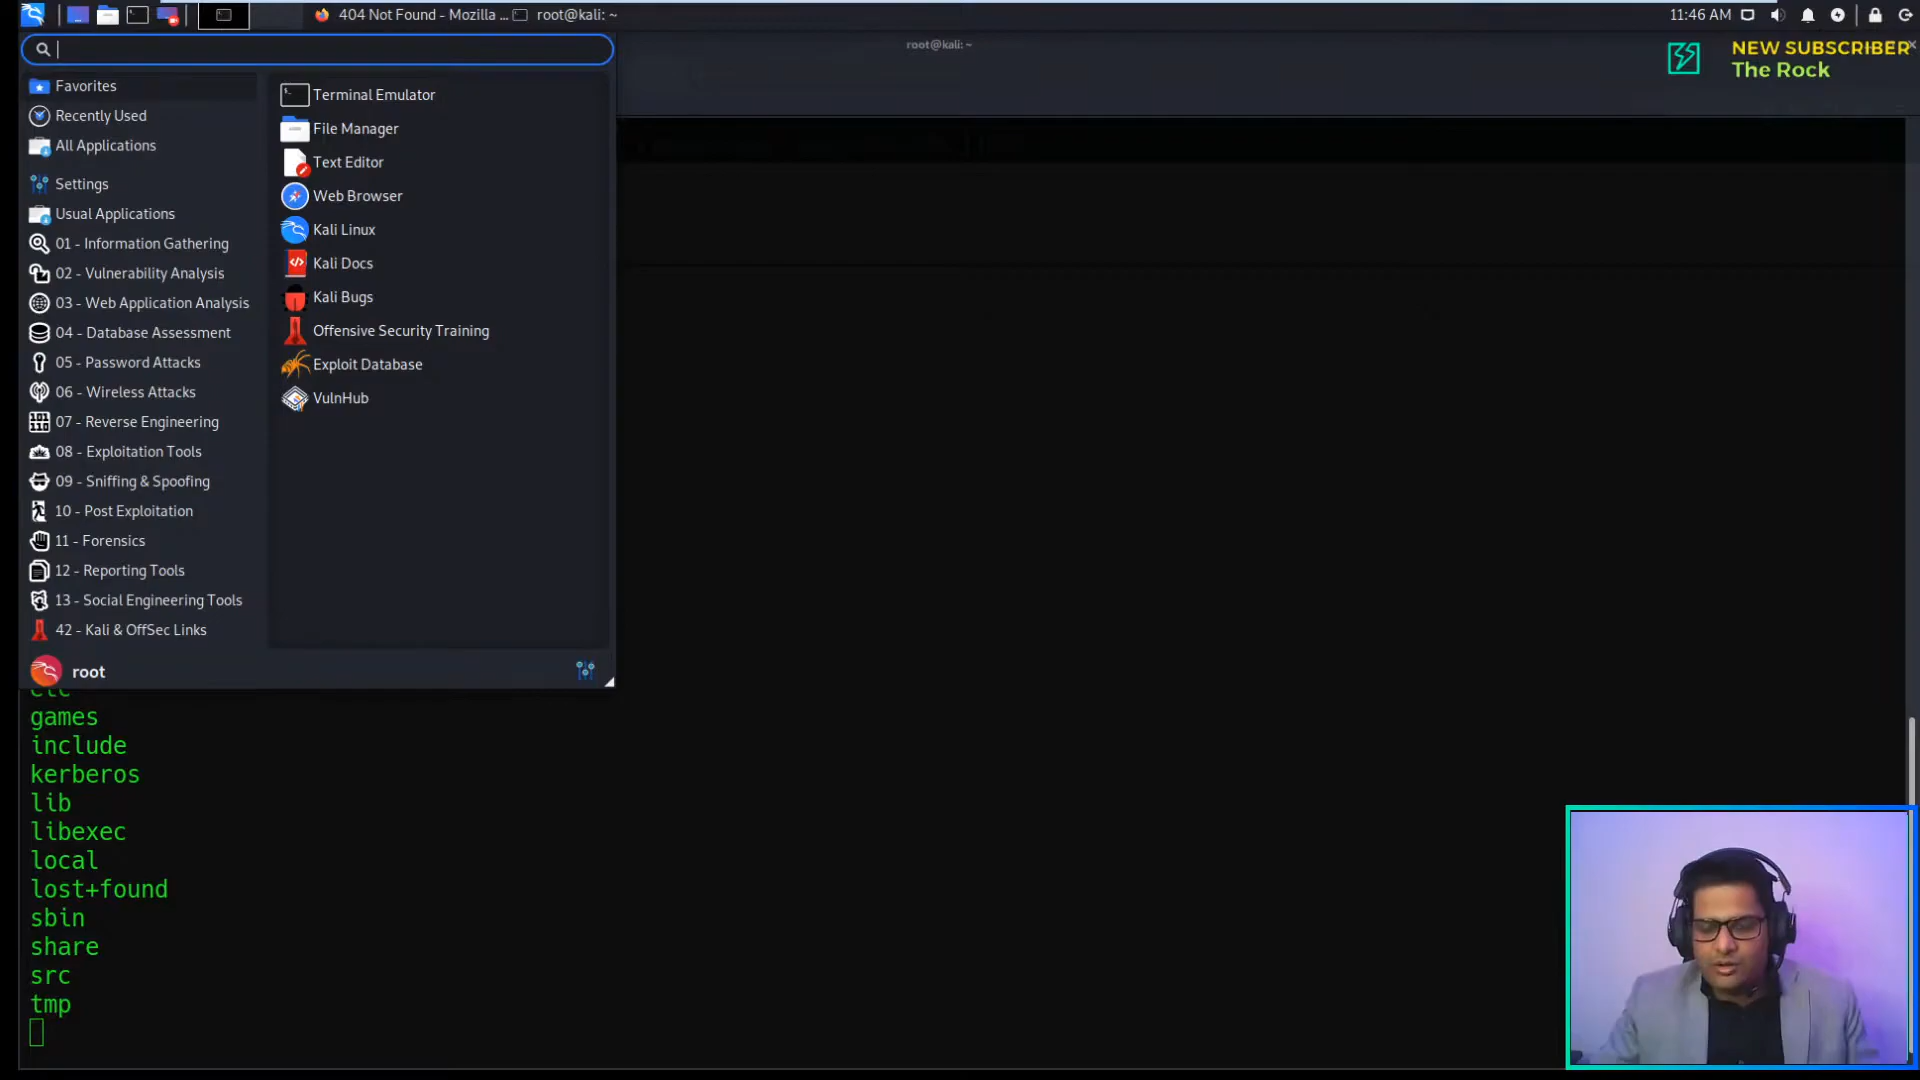 404 Not Found - Mozilla ...
root@kali: ~
11:46 AM
root@kali: ~
NEW SUBSCRIBER
The Rock
Favorites
Recently Used
All Applications
Settings
Usual Applications
01 - Information Gathering
02 - Vulnerability Analysis
03 - Web Application Analysis
04 - Database Assessment
05 - Password Attacks
06 - Wireless Attacks
07 - Reverse Engineering
08 - Exploitation Tools
09 - Sniffing & Spoofing
10 - Post Exploitation
11 - Forensics
12 - Reporting Tools
13 - Social Engineering Tools
42 - Kali & OffSec Links
Terminal Emulator
File Manager
Text Editor
Web Browser
Kali Linux
Kali Docs
Kali Bugs
Offensive Security Training
Exploit Database
VulnHub
root
etc
games
include
kerberos
lib
libexec
local
lost+found
sbin
share
src
tmp